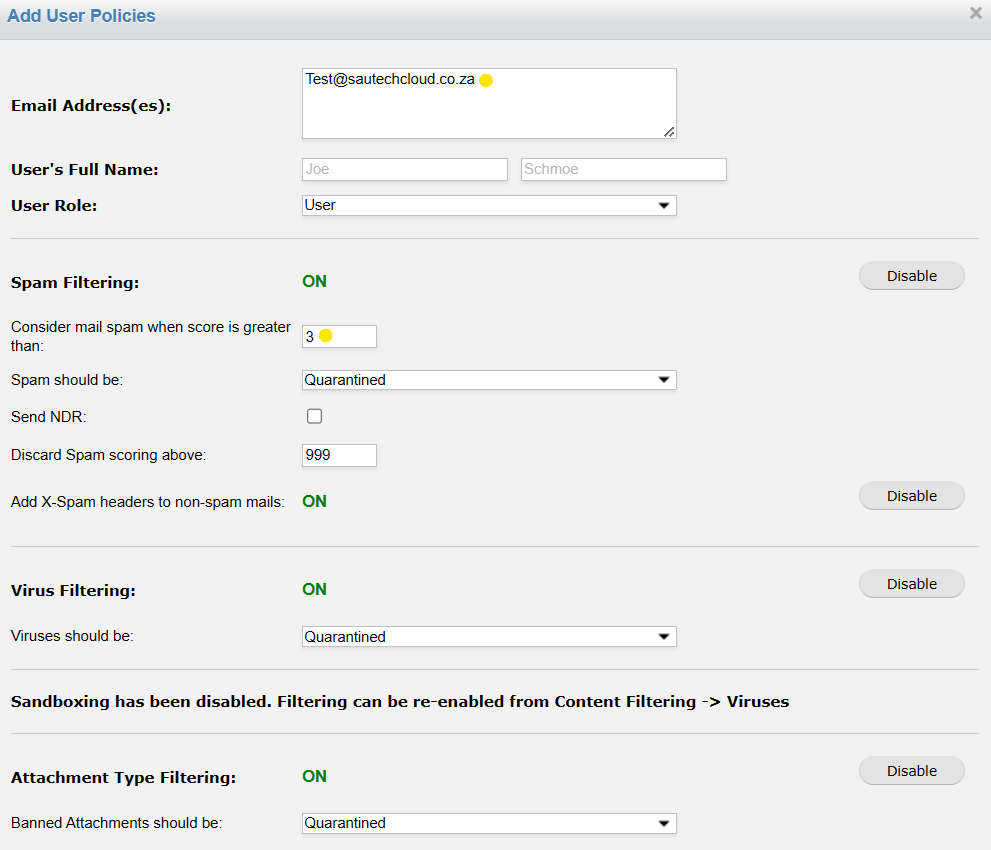 Add User Policies
Email Address(es):
Test@sautechcloud.co.za
User's Full Name:
Joe
Schmoe
User Role:
User
Spam Filtering:
ON
Disable
Consider mail spam when score is greater
than:
3
Spam should be:
Quarantined
Send NDR:
Discard Spam scoring above:
999
Add X-Spam headers to non-spam mails:
ON
Disable
Virus Filtering:
ON
Disable
Viruses should be:
Quarantined
Sandboxing has been disabled. Filtering can be re-enabled from Content Filtering -> Viruses
Attachment Type Filtering:
ON
Disable
Banned Attachments should be:
Quarantined